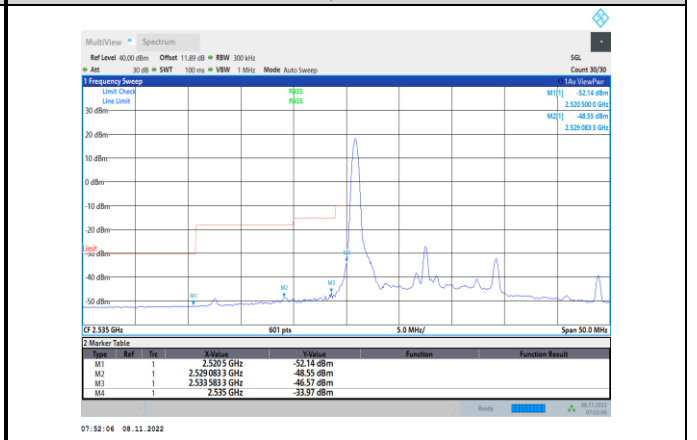 MultiView Spectrum
Ref Level 40.00 dBm Offset 11.89 dB RBW 300 kHz SGL
Att 30 dB SWT 100 ms VBW 1 MHz Mode Auto Sweep Count 30/30
1 Frequency Sweep 1Av ViewPwr
Limit Check PASS M1[1] -52.14 dBm
Line Limit PASS 2.520 500 0 GHz
30 dBm M2[1] -48.55 dBm
2.529 083 3 GHz
20 dBm
10 dBm
0 dBm
-10 dBm
-20 dBm
Limit
-30 dBm
-40 dBm
M1 M2 M3
-50 dBm
CF 2.535 GHz 601 pts 5.0 MHz/ Span 50.0 MHz
2 Marker Table
Type Ref Trc X-Value Y-Value Function Function Result
M1 1 2.5205 GHz -52.14 dBm
M2 1 2.529 083 3 GHz -48.55 dBm
M3 1 2.533 583 3 GHz -46.57 dBm
M4 1 2.535 GHz -33.97 dBm
Ready 08.11.2022
07:52:06
07:52:06 08.11.2022